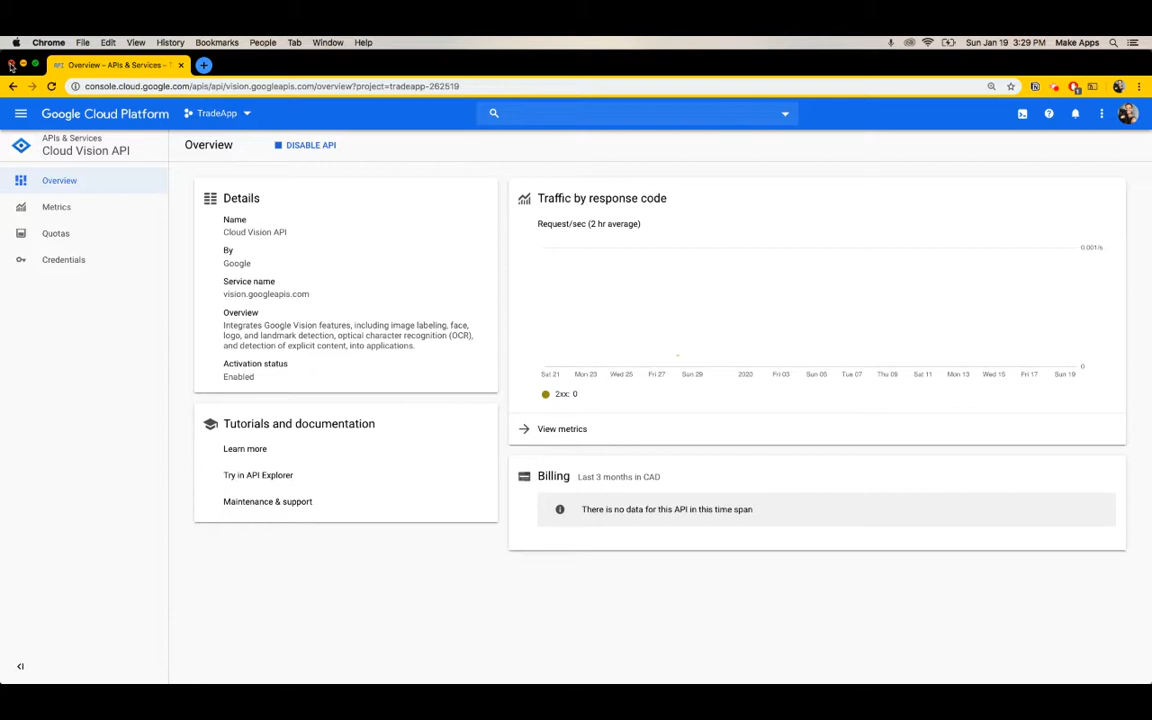 Chrome File Edit View History Bookmarks People Tab Window Help
Sun Jan 19 3:29 PM Make Apps
Overview – APIs & Services – T
console.cloud.google.com/apis/api/vision.googleapis.com/overview?project=tradeapp-262519
Google Cloud Platform
TradeApp
APIs & Services
Cloud Vision API
Overview
DISABLE API
Overview
Metrics
Quotas
Credentials
Details
Name
Cloud Vision API
By
Google
Service name
vision.googleapis.com
Overview
Integrates Google Vision features, including image labeling, face,
logo, and landmark detection, optical character recognition (OCR),
and detection of explicit content, into applications.
Activation status
Enabled
Tutorials and documentation
Learn more
Try in API Explorer
Maintenance & support
Traffic by response code
Request/sec (2 hr average)
0.001/s
0
Sat 21 Mon 23 Wed 25 Fri 27 Sun 29 2020 Fri 03 Sun 05 Tue 07 Thu 09 Sat 11 Mon 13 Wed 15 Fri 17 Sun 19
2xx: 0
View metrics
Billing Last 3 months in CAD
There is no data for this API in this time span